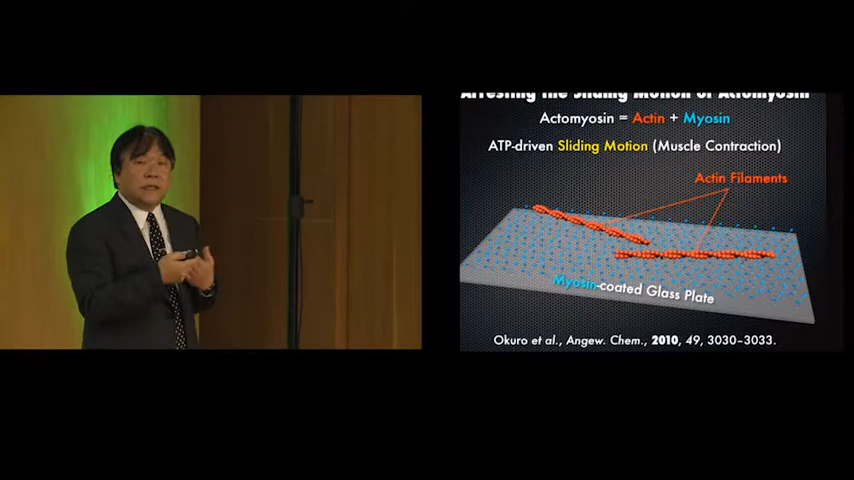 Arresting the Sliding Motion of Actomyosin
Actomyosin = Actin + Myosin
ATP-driven Sliding Motion (Muscle Contraction)
Actin Filaments
Myosin-coated Glass Plate
Okuro et al., Angew. Chem., 2010, 49, 3030–3033.